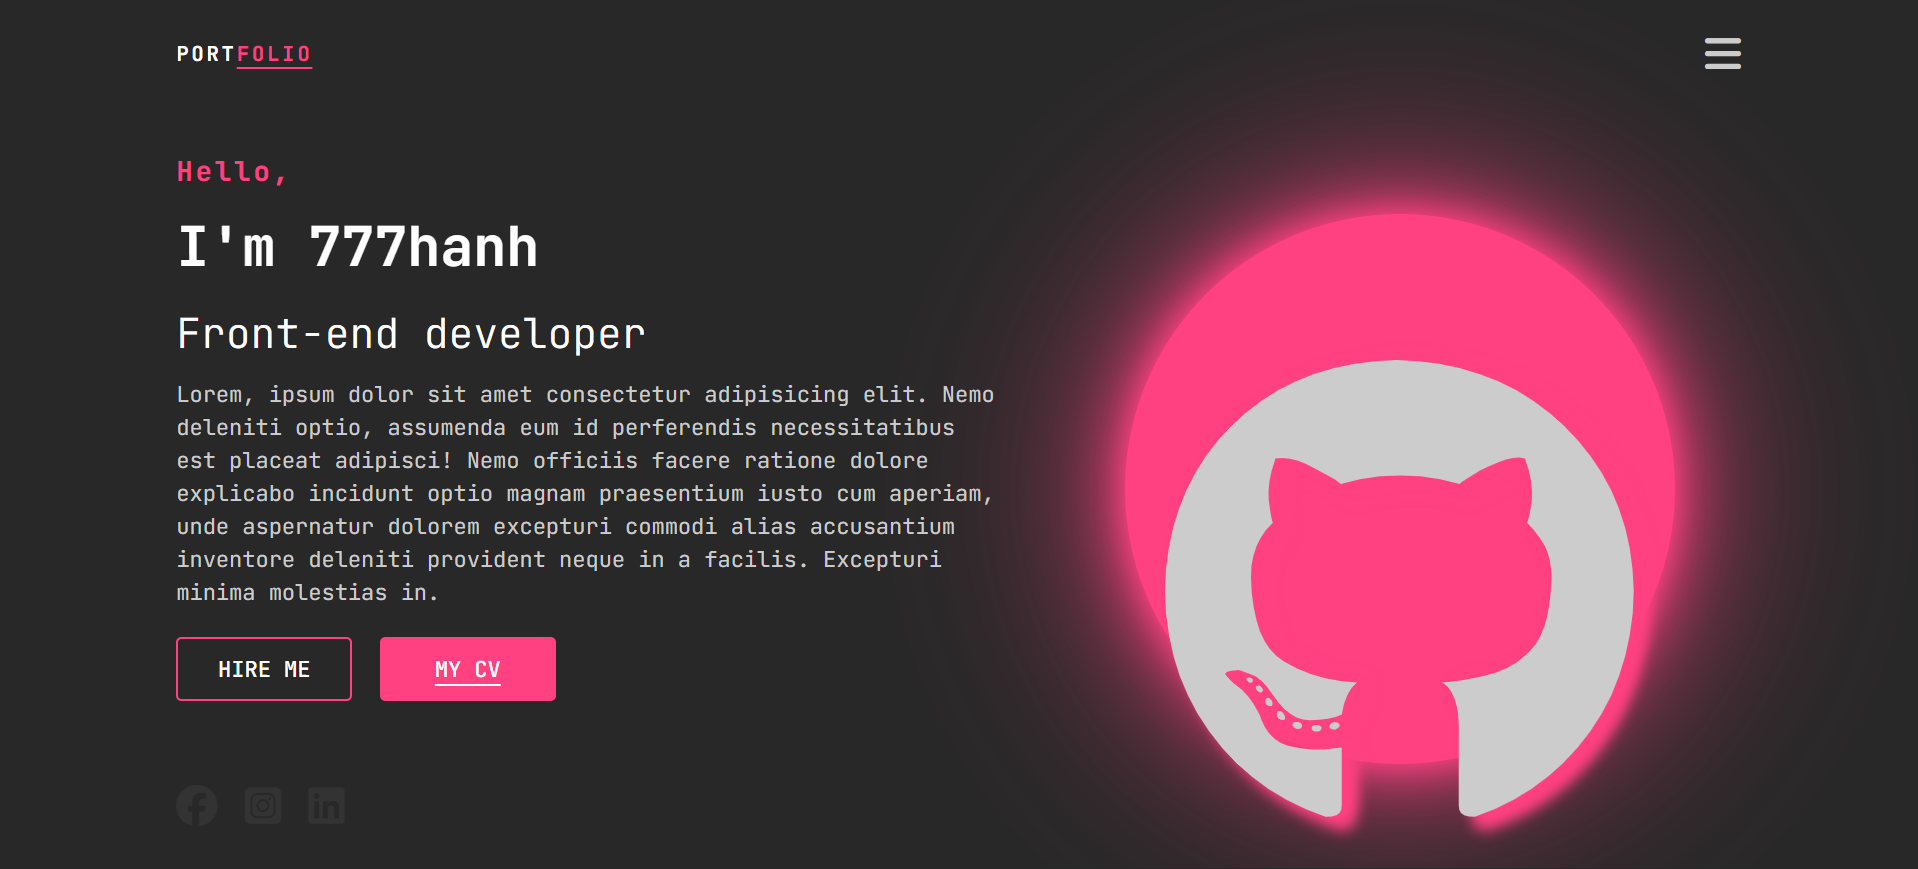 PORTFOLIO
Hello,
I'm 777hanh
Front-end developer
Lorem, ipsum dolor sit amet consectetur adipisicing elit. Nemo
deleniti optio, assumenda eum id perferendis necessitatibus
est placeat adipisci! Nemo officiis facere ratione dolore
explicabo incidunt optio magnam praesentium iusto cum aperiam,
unde aspernatur dolorem excepturi commodi alias accusantium
inventore deleniti provident neque in a facilis. Excepturi
minima molestias in.
HIRE ME
MY CV